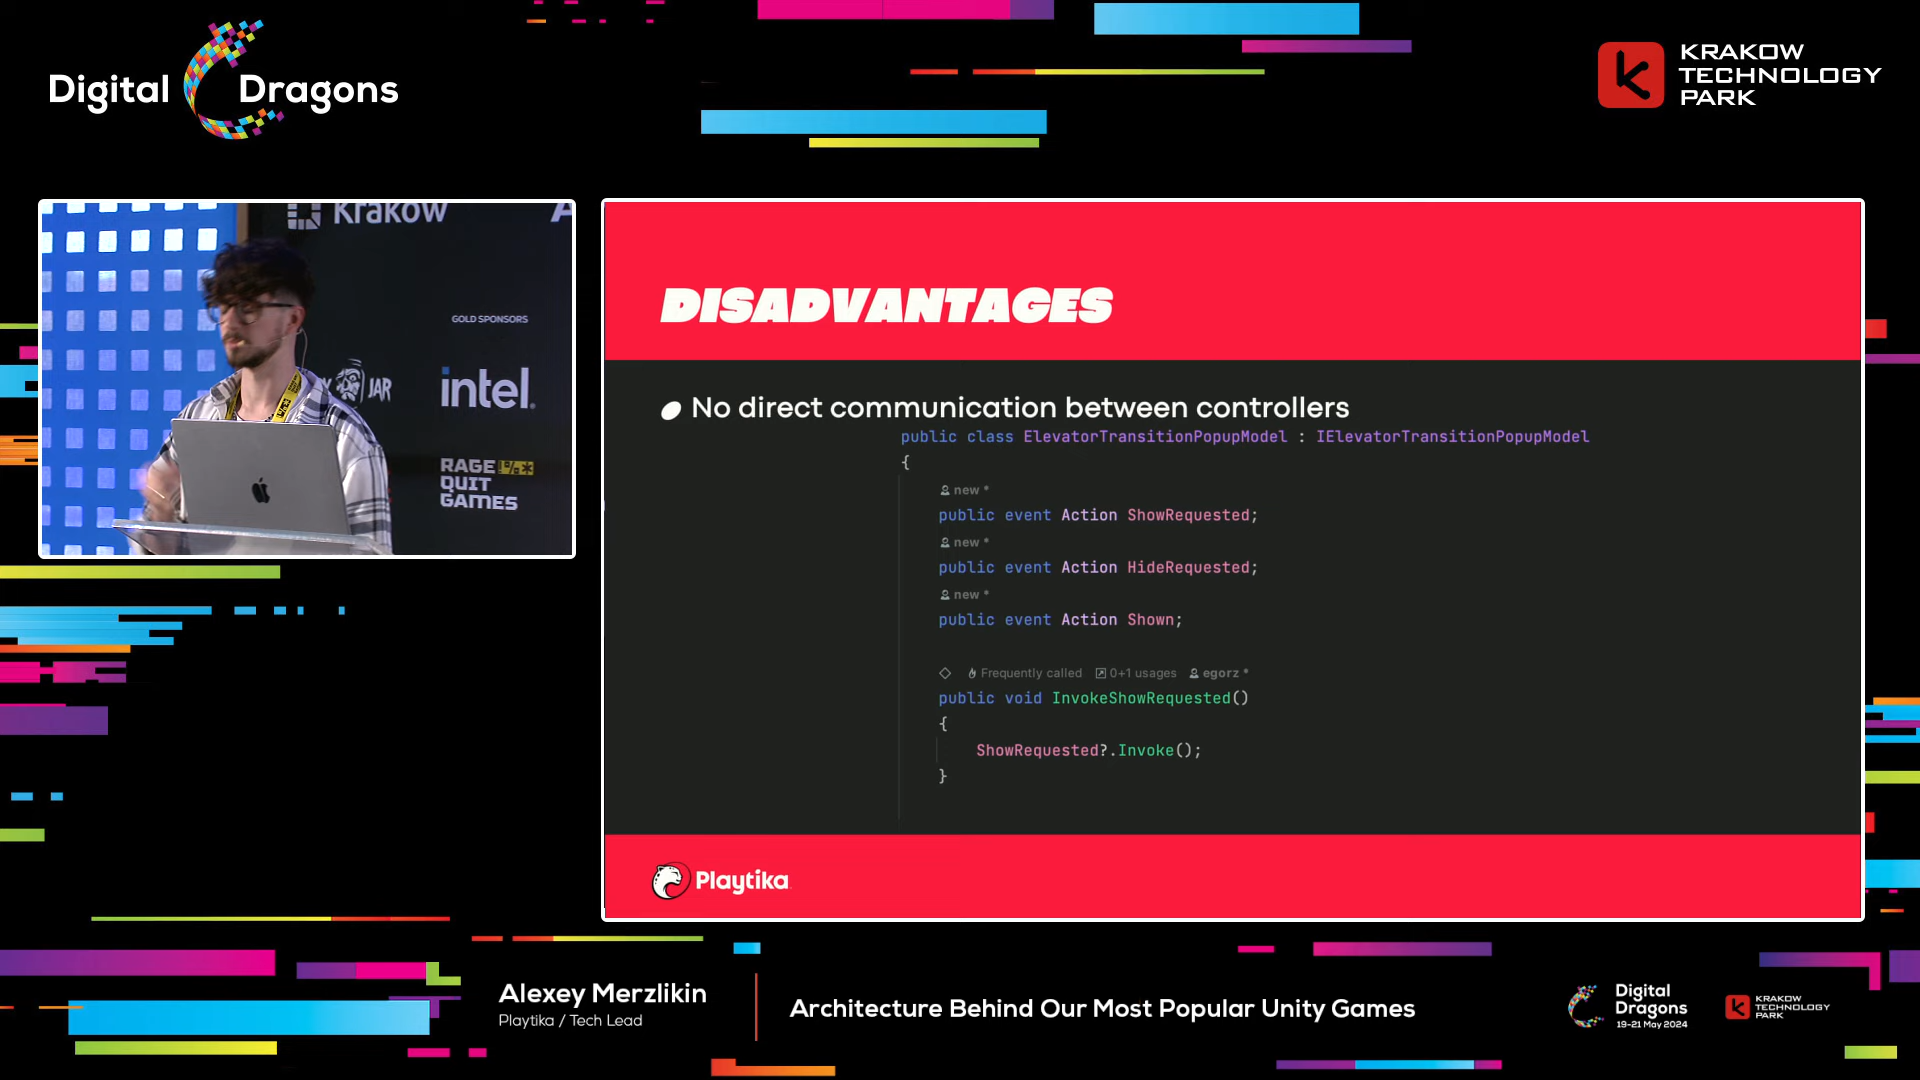 Digital Dragons
KRAKOW
TECHNOLOGY
PARK
Krakow
GOLD SPONSORS
JAR
intel.
RAGE !%*
QUIT
GAMES
DISADVANTAGES
No direct communication between controllers
public class ElevatorTransitionPopupModel : IElevatorTransitionPopupModel
{
new *
public event Action ShowRequested;
new *
public event Action HideRequested;
new *
public event Action Shown;
Frequently called 0+1 usages egorz *
public void InvokeShowRequested()
{
ShowRequested?.Invoke();
}
Playtika
Alexey Merzlikin
Playtika / Tech Lead
Architecture Behind Our Most Popular Unity Games
Digital
Dragons
19-21 May 2024
KRAKOW
TECHNOLOGY
PARK